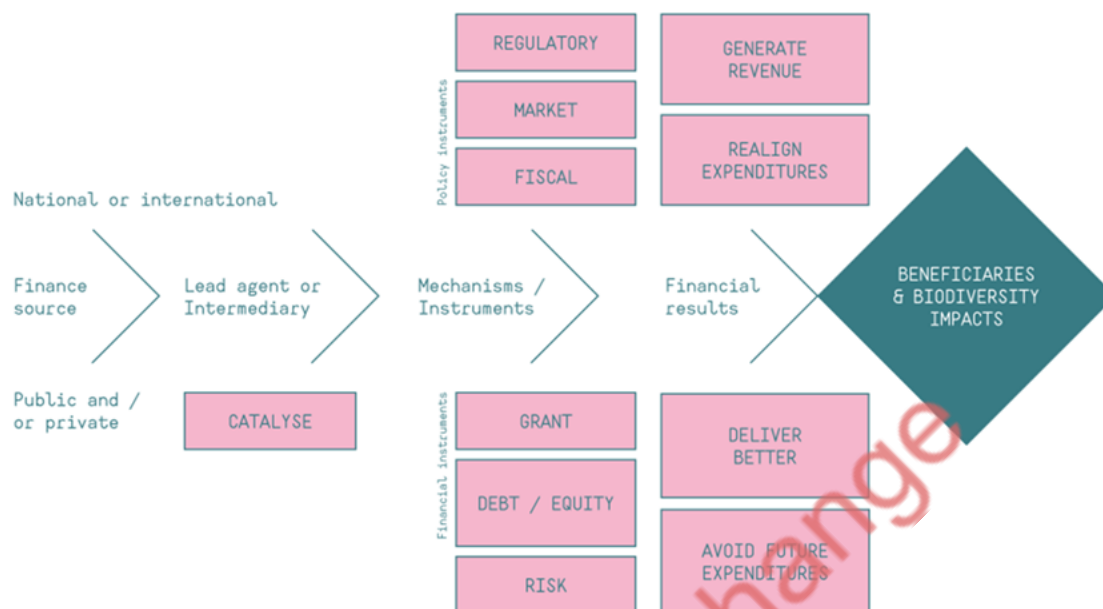 REGULATORY
MARKET
FISCAL
Policy instruments
GENERATE
REVENUE
REALIGN
EXPENDITURES
National or international
Finance
source
Lead agent or
Intermediary
Mechanisms /
Instruments
Financial
results
BENEFICIARIES
& BIODIVERSITY
IMPACTS
Public and /
or private
CATALYSE
Financial instruments
GRANT
DEBT / EQUITY
RISK
DELIVER
BETTER
AVOID FUTURE
EXPENDITURES